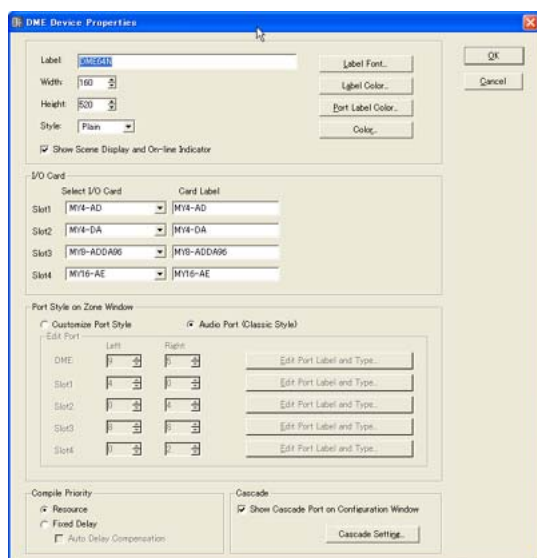 DME Device Properties
Label: DME64N Label Font... OK
Width: 160 Label Color... Cancel
Height: 520 Port Label Color...
Style: Plain Color...
Show Scene Display and On-line Indicator
I/O Card
Select I/O Card Card Label
Slot1 MY4-AD MY4-AD
Slot2 MY4-DA MY4-DA
Slot3 MY8-ADDA96 MY8-ADDA96
Slot4 MY16-AE MY16-AE
Port Style on Zone Window
Customize Port Style Audio Port (Classic Style)
Edit Port
Left Right
DME Edit Port Label and Type...
Slot1 4 0 Edit Port Label and Type...
Slot2 0 4 Edit Port Label and Type...
Slot3 Edit Port Label and Type...
Slot4 Edit Port Label and Type...
Compile Priority Cascade
Resource Show Cascade Port on Configuration Window
Fixed Delay
Auto Delay Compensation Cascade Setting...